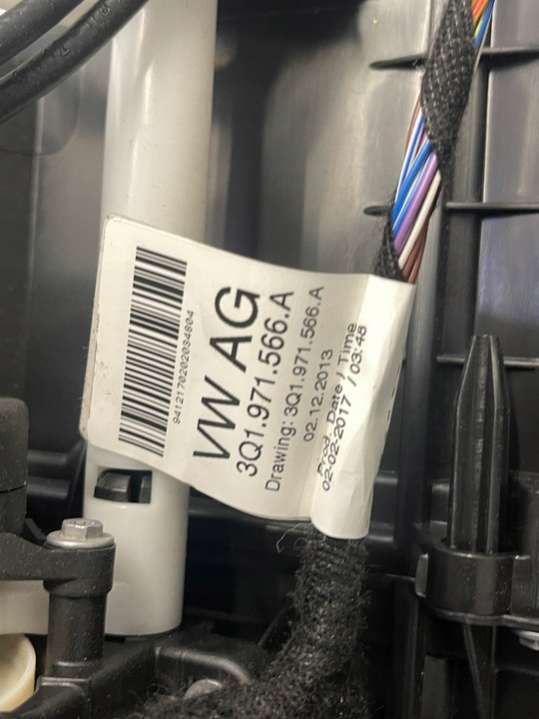 9412170202034804
VW AG
3Q1.971.566.A
Drawing: 3Q1.971.566.A
02.12.2013
Prod. Date / Time
02-02-2017 / 03:48